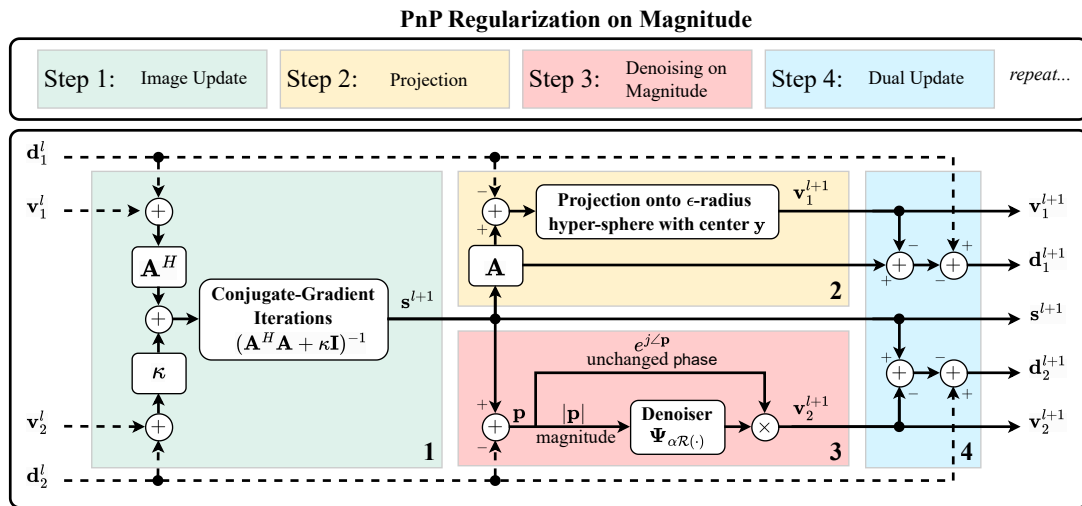 PnP Regularization on Magnitude
Step 1: Image Update
Step 2: Projection
Step 3: Denoising on Magnitude
Step 4: Dual Update
repeat...
𝐝₁ˡ
𝐯₁ˡ
+
𝐀ᴴ
+
κ
+
𝐯₂ˡ
𝐝₂ˡ
Conjugate-Gradient
Iterations
(𝐀ᴴ𝐀 + κ𝐈)⁻¹
1
𝐬ˡ⁺¹
−
+
+
𝐀
Projection onto ϵ-radius
hyper-sphere with center 𝐲
𝐯₁ˡ⁺¹
2
+
−
+
𝐩
e^{j∠𝐩}
unchanged phase
|𝐩|
magnitude
Denoiser
𝚿_{αℛ(·)}
×
𝐯₂ˡ⁺¹
3
−
+
+
+
−
+
+
−
+
−
−
+
4
𝐯₁ˡ⁺¹
𝐝₁ˡ⁺¹
𝐬ˡ⁺¹
𝐝₂ˡ⁺¹
𝐯₂ˡ⁺¹